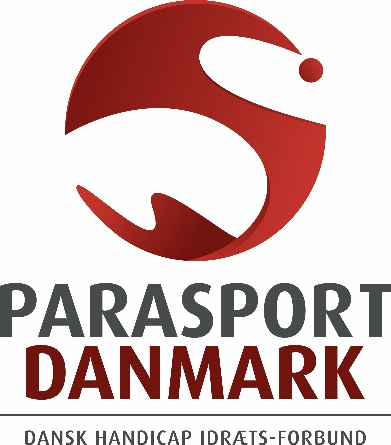 PARASPORT
DANMARK
DANSK HANDICAP IDRÆTS-FORBUND